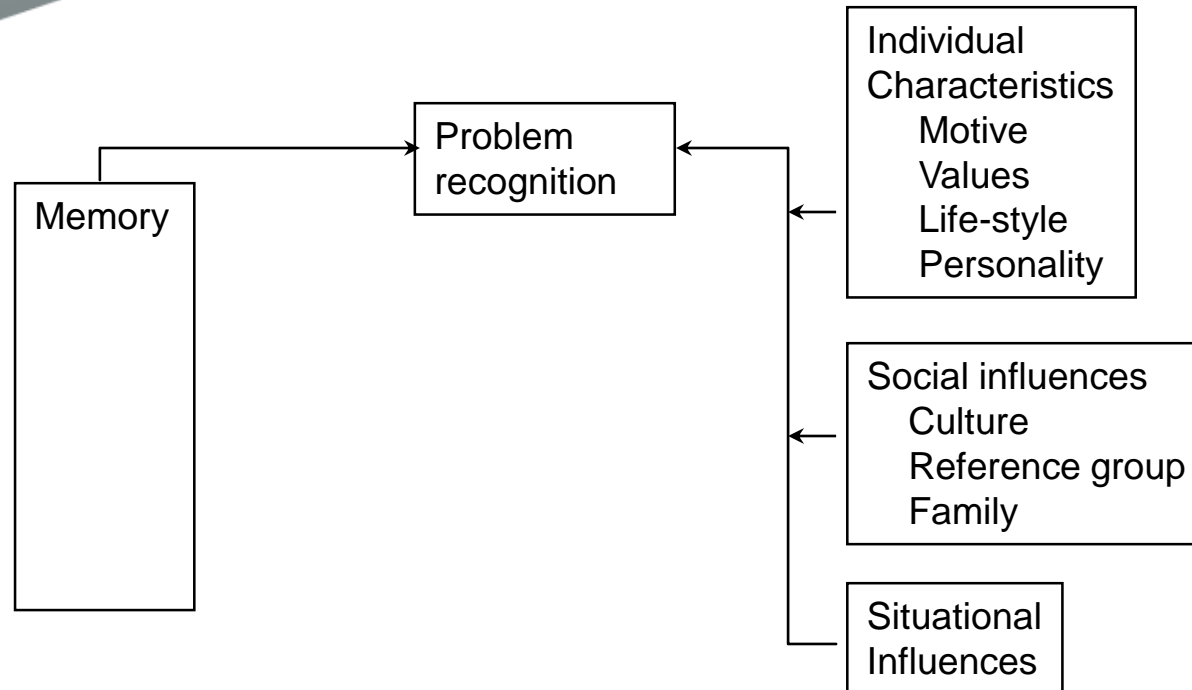 Individual
Characteristics
Motive
Values
Life-style
Personality
Problem
recognition
Memory
Social influences
Culture
Reference group
Family
Situational
Influences